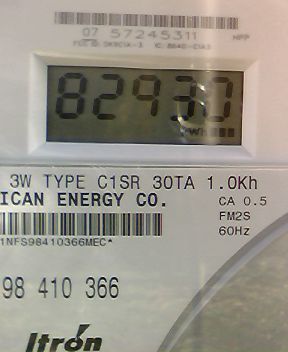 07 57245311
HPP
82930
kWh
3W TYPE C1SR 30TA 1.0Kh
ICAN ENERGY CO.
CA 0.5
FM2S
60Hz
1NFS98410366MEC*
98 410 366
Itron